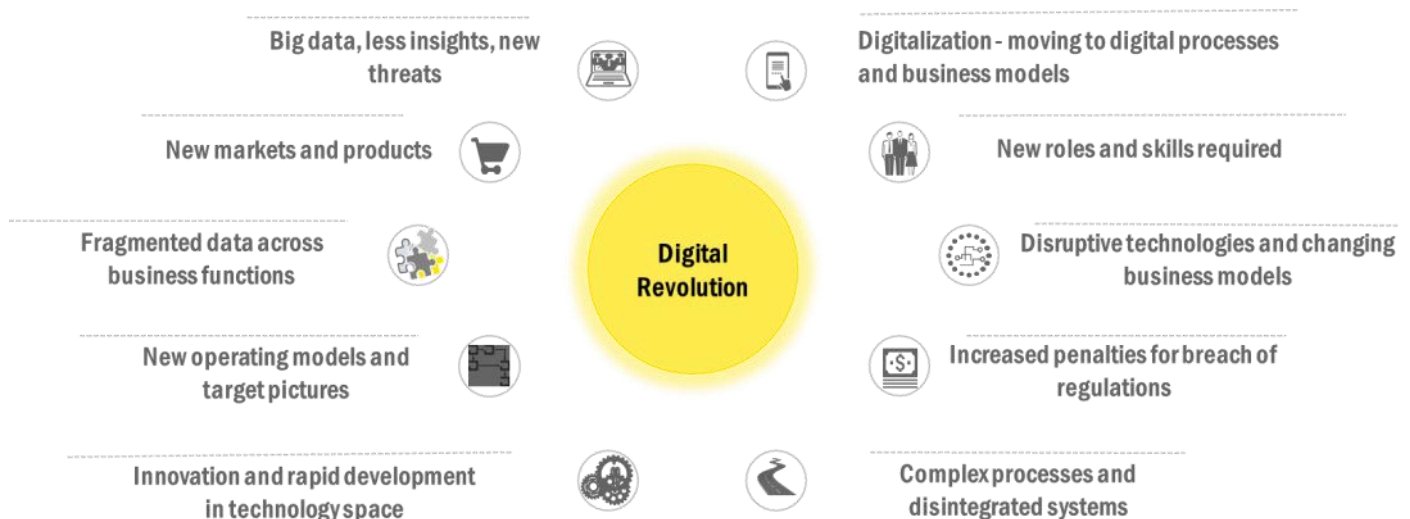 Big data, less insights, new
threats
Digitalization - moving to digital processes
and business models
New markets and products
New roles and skills required
Fragmented data across
business functions
Digital
Revolution
Disruptive technologies and changing
business models
New operating models and
target pictures
Increased penalties for breach of
regulations
Innovation and rapid development
in technology space
Complex processes and
disintegrated systems